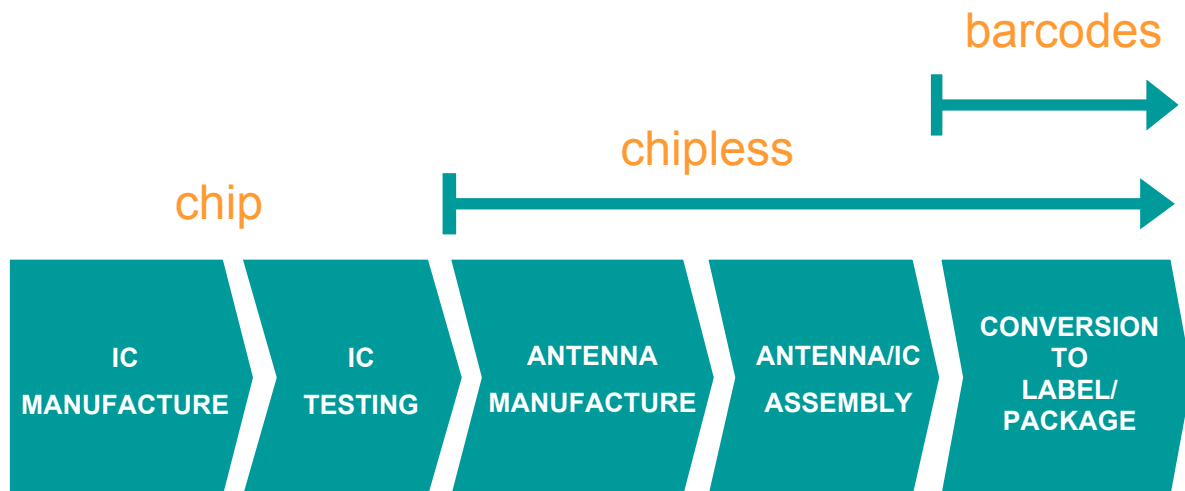 barcodes
chipless
chip
IC
MANUFACTURE
IC
TESTING
ANTENNA
MANUFACTURE
ANTENNA/IC
ASSEMBLY
CONVERSION
TO
LABEL/
PACKAGE